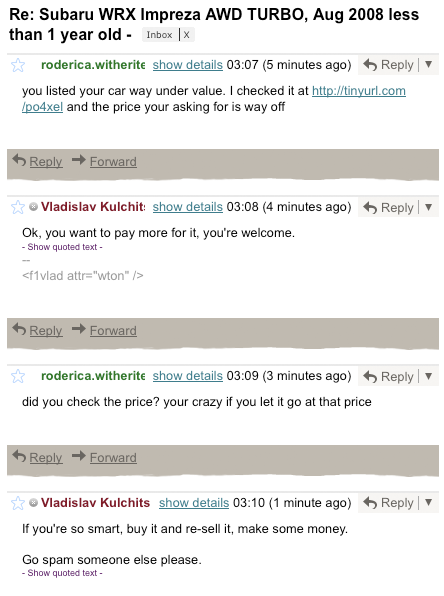 Re: Subaru WRX Impreza AWD TURBO, Aug 2008 less
than 1 year old - Inbox | X
roderica.witherite show details 03:07 (5 minutes ago) Reply
you listed your car way under value. I checked it at http://tinyurl.com
/po4xel and the price your asking for is way off
Reply Forward
Vladislav Kulchits show details 03:08 (4 minutes ago) Reply
Ok, you want to pay more for it, you're welcome.
- Show quoted text -
--
<f1vlad attr="wton" />
Reply Forward
roderica.witherite show details 03:09 (3 minutes ago) Reply
did you check the price? your crazy if you let it go at that price
Reply Forward
Vladislav Kulchits show details 03:10 (1 minute ago) Reply
If you're so smart, buy it and re-sell it, make some money.
Go spam someone else please.
- Show quoted text -